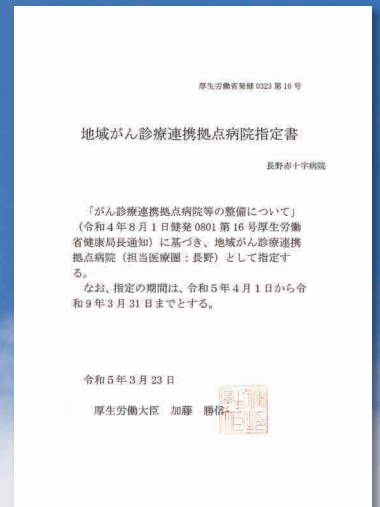 厚生労働省発健0323第10号
地域がん診療連携拠点病院指定書
長野赤十字病院
「がん診療連携拠点病院等の整備について」
（令和４年８月１日健発0801第16号厚生労働
省健康局長通知）に基づき、地域がん診療連携
拠点病院（担当医療圏：長野）として指定す
る。
なお、指定の期間は、令和５年４月１日から令
和９年３月31日までとする。
令和５年３月23日
厚生労働大臣　加藤　勝信